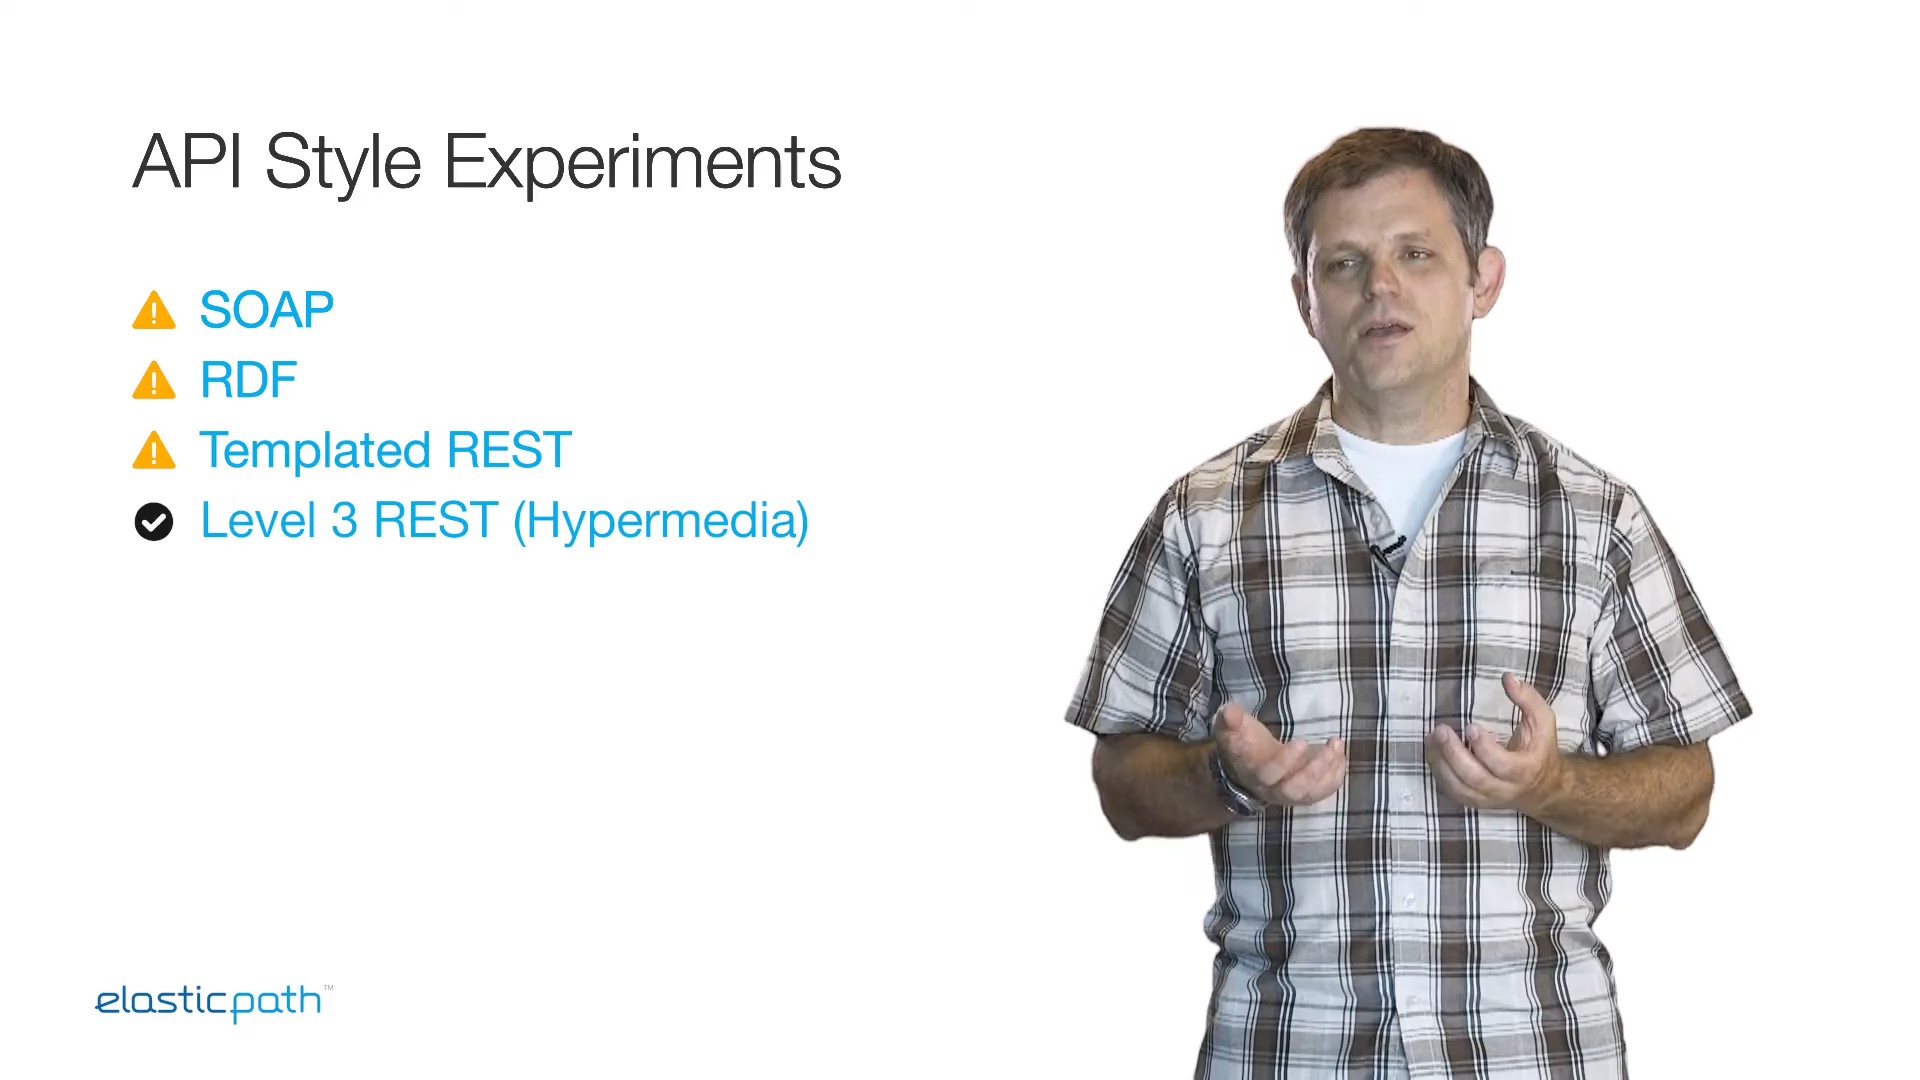 API Style Experiments
SOAP
RDF
Templated REST
Level 3 REST (Hypermedia)
elasticpath™